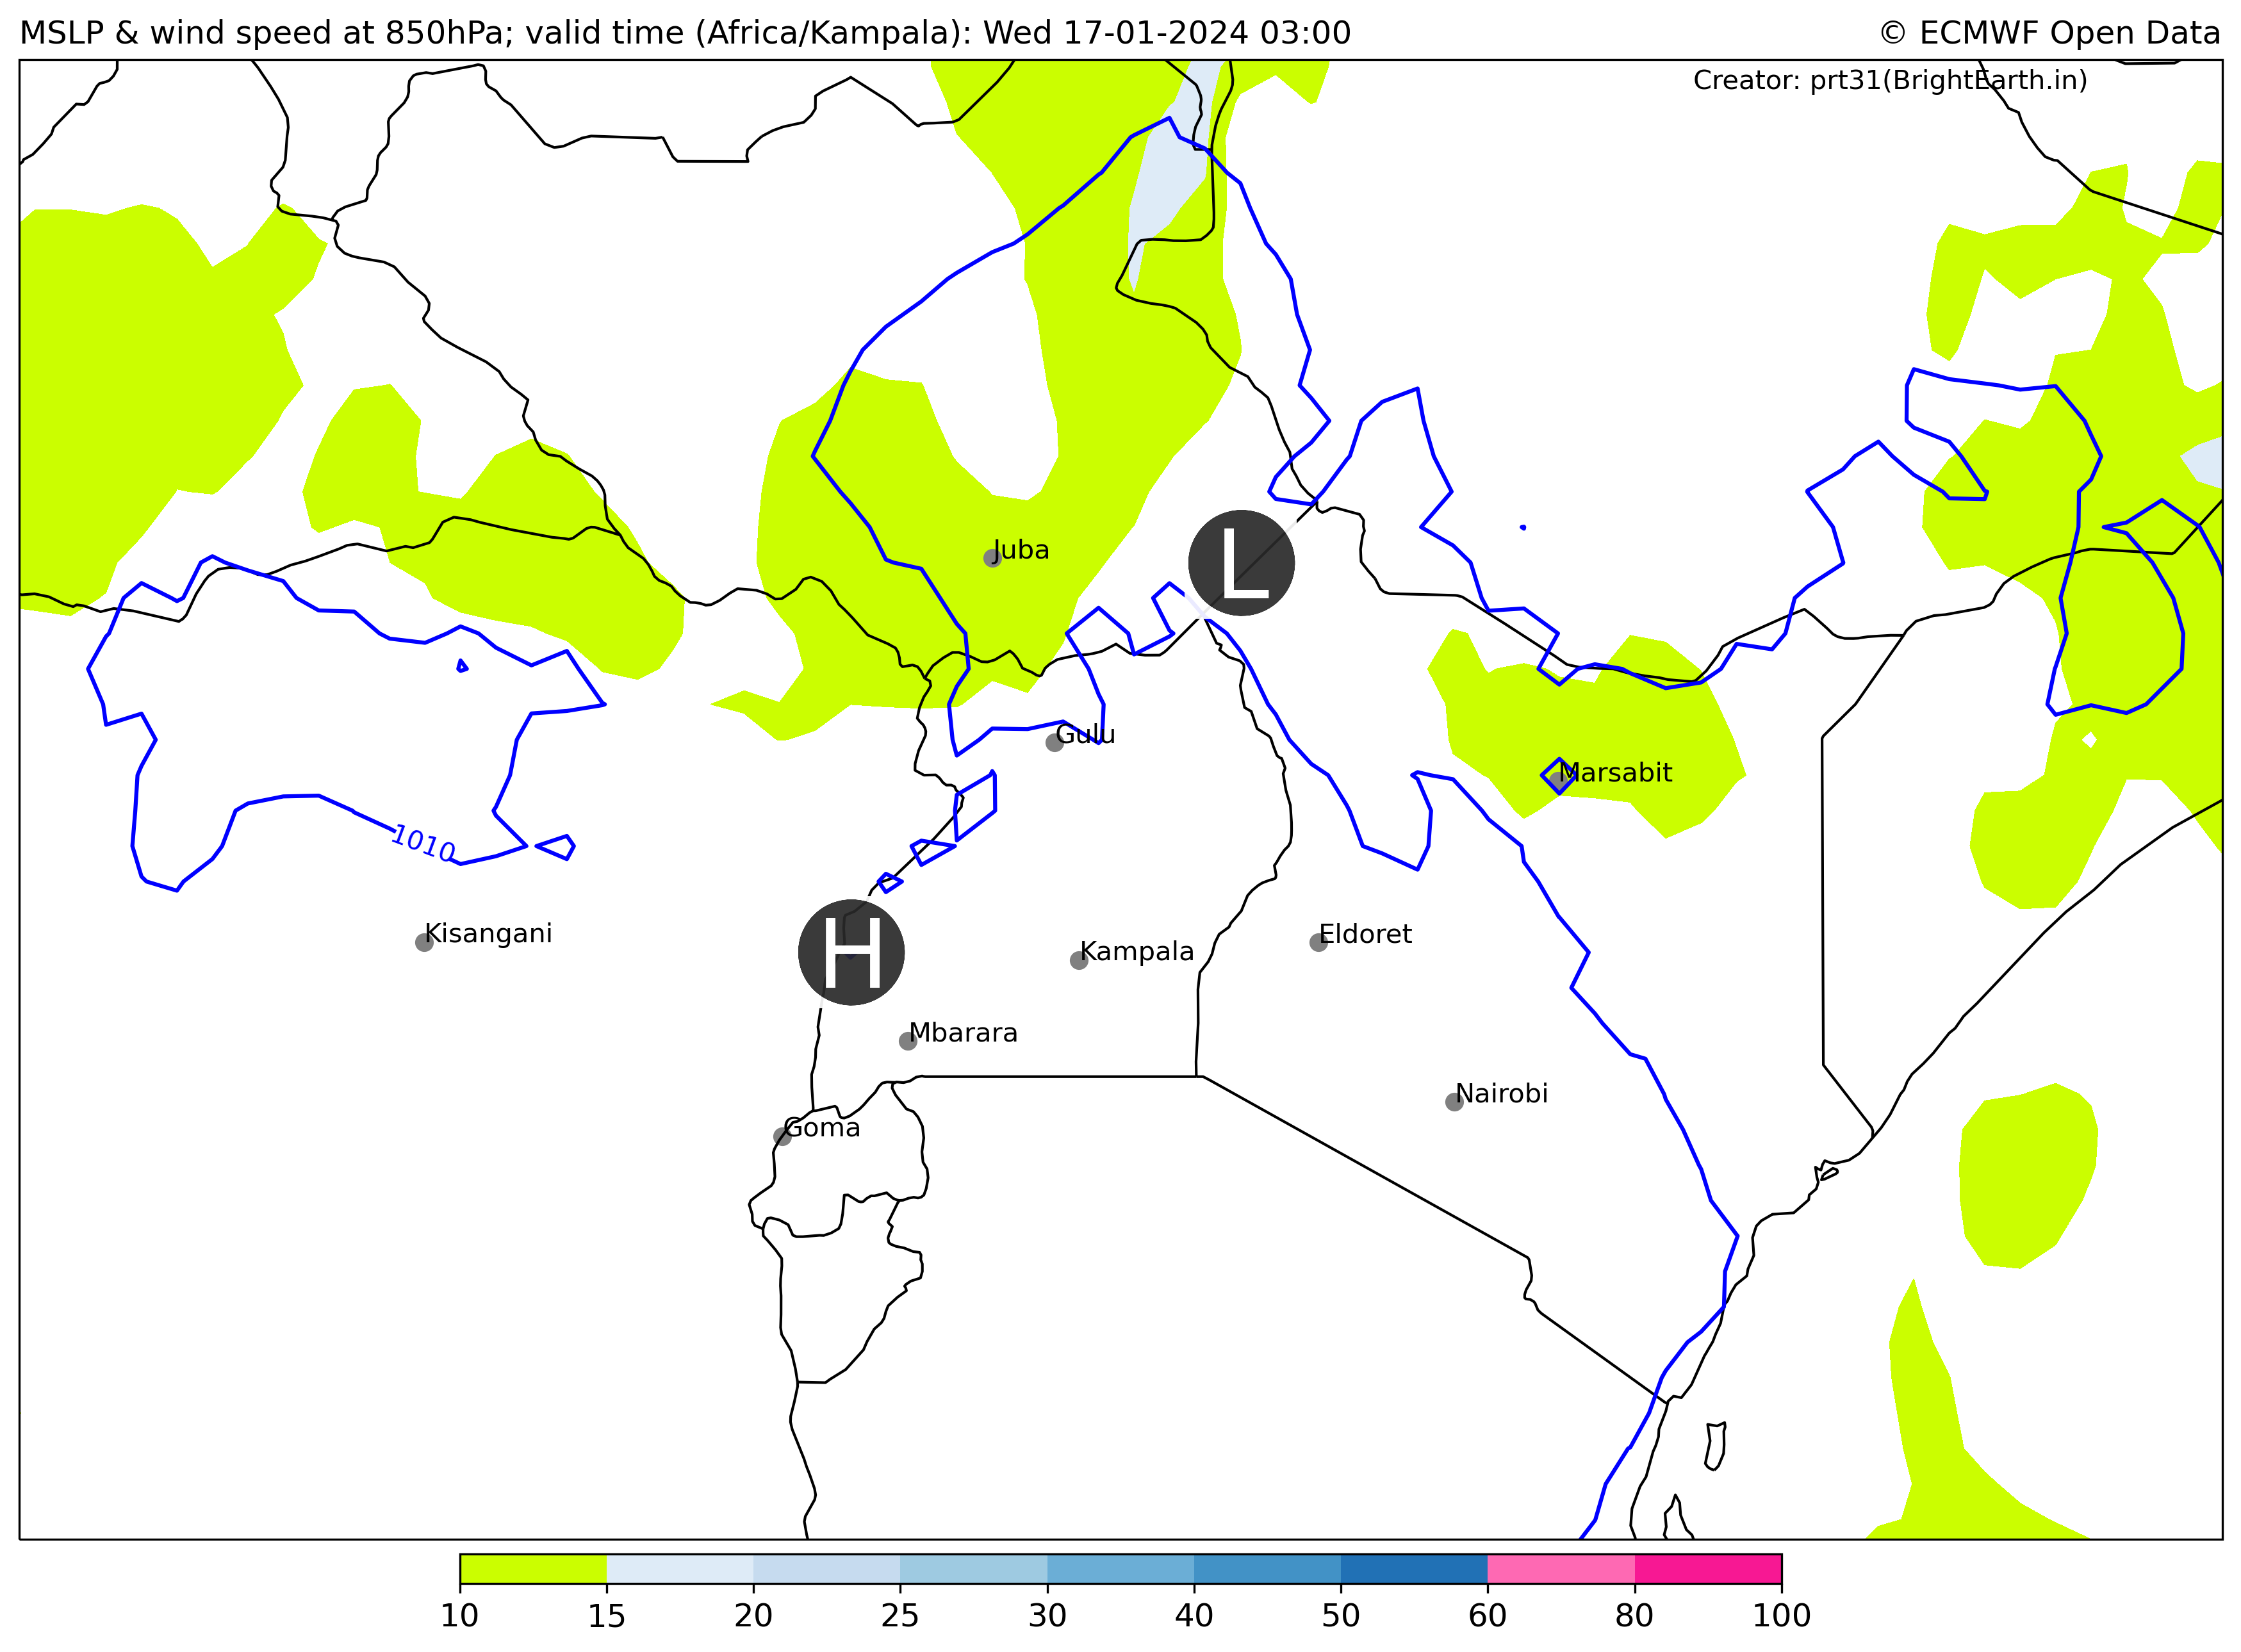 MSLP & wind speed at 850hPa; valid time (Africa/Kampala): Wed 17-01-2024 03:00
© ECMWF Open Data
Creator: prt31(BrightEarth.in)
L
Juba
Gulu
Marsabit
1010
Kisangani
H
Kampala
Eldoret
Mbarara
Nairobi
Goma
10 15 20 25 30 40 50 60 80 100